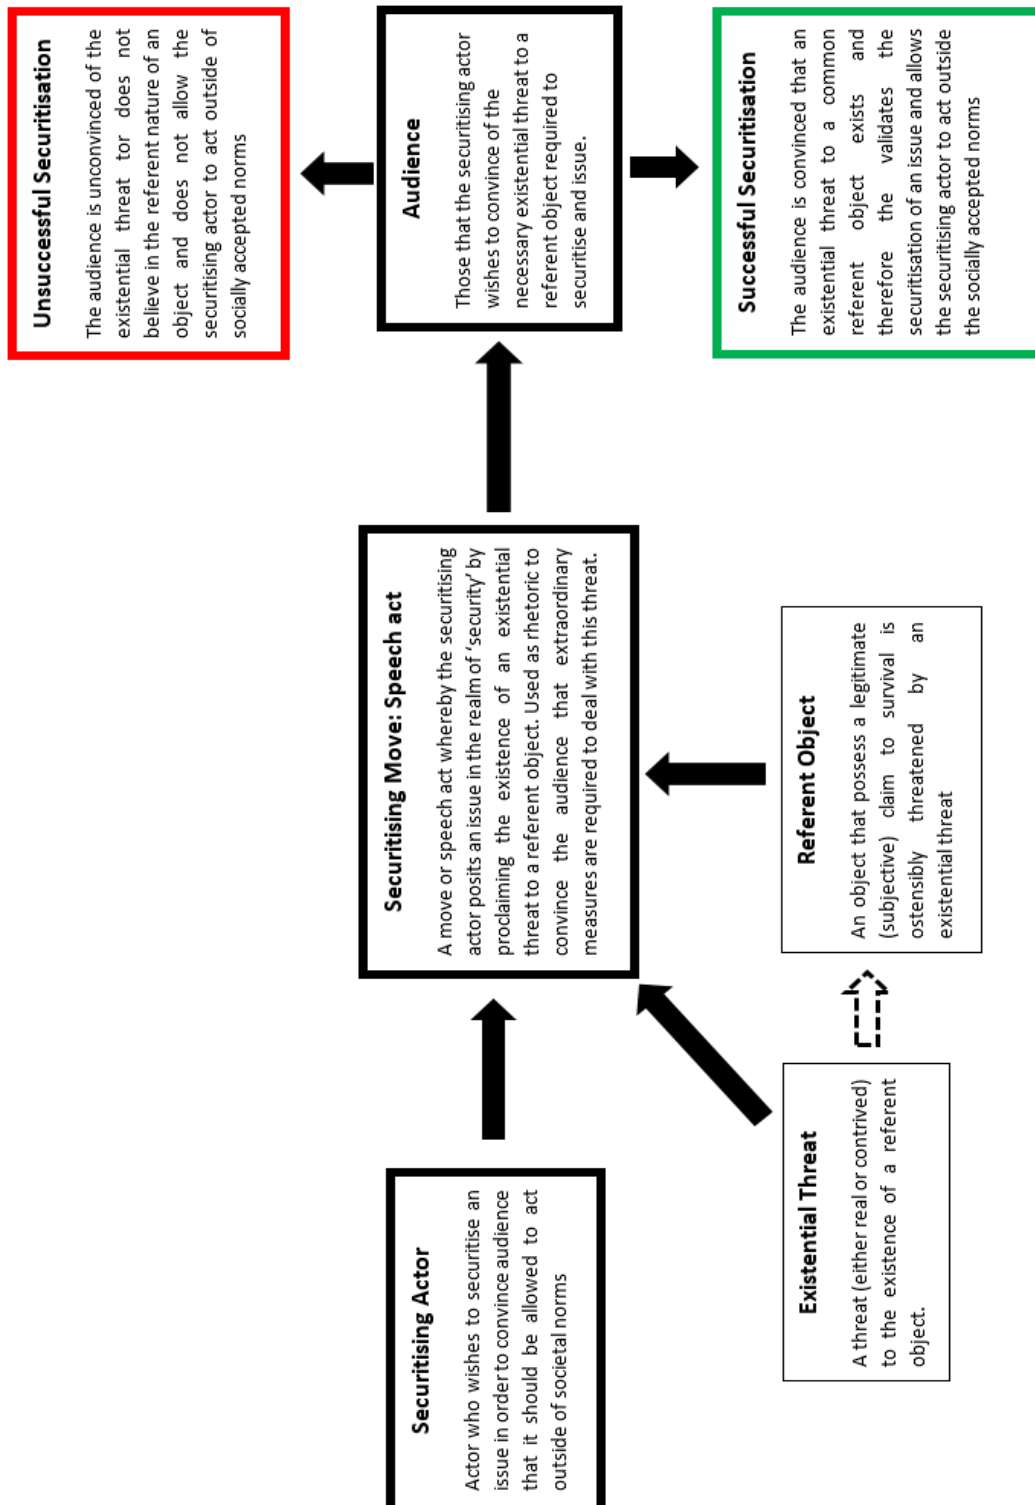 Securitising Actor
Actor who wishes to securitise an
issue in order to convince audience
that it should be allowed to act
outside of societal norms
Existential Threat
A threat (either real or contrived)
to the existence of a referent
object.
Securitising Move: Speech act
A move or speech act whereby the securitising
actor posits an issue in the realm of ‘security’ by
proclaiming the existence of an existential
threat to a referent object. Used as rhetoric to
convince the audience that extraordinary
measures are required to deal with this threat.
Referent Object
An object that possess a legitimate
(subjective) claim to survival is
ostensibly threatened by an
existential threat
Unsuccessful Securitisation
The audience is unconvinced of the
existential threat tor does not
believe in the referent nature of an
object and does not allow the
securitising actor to act outside of
socially accepted norms
Audience
Those that the securitising actor
wishes to convince of the
necessary existential threat to a
referent object required to
securitise and issue.
Successful Securitisation
The audience is convinced that an
existential threat to a common
referent object exists and
therefore the validates the
securitisation of an issue and allows
the securitising actor to act outside
the socially accepted norms